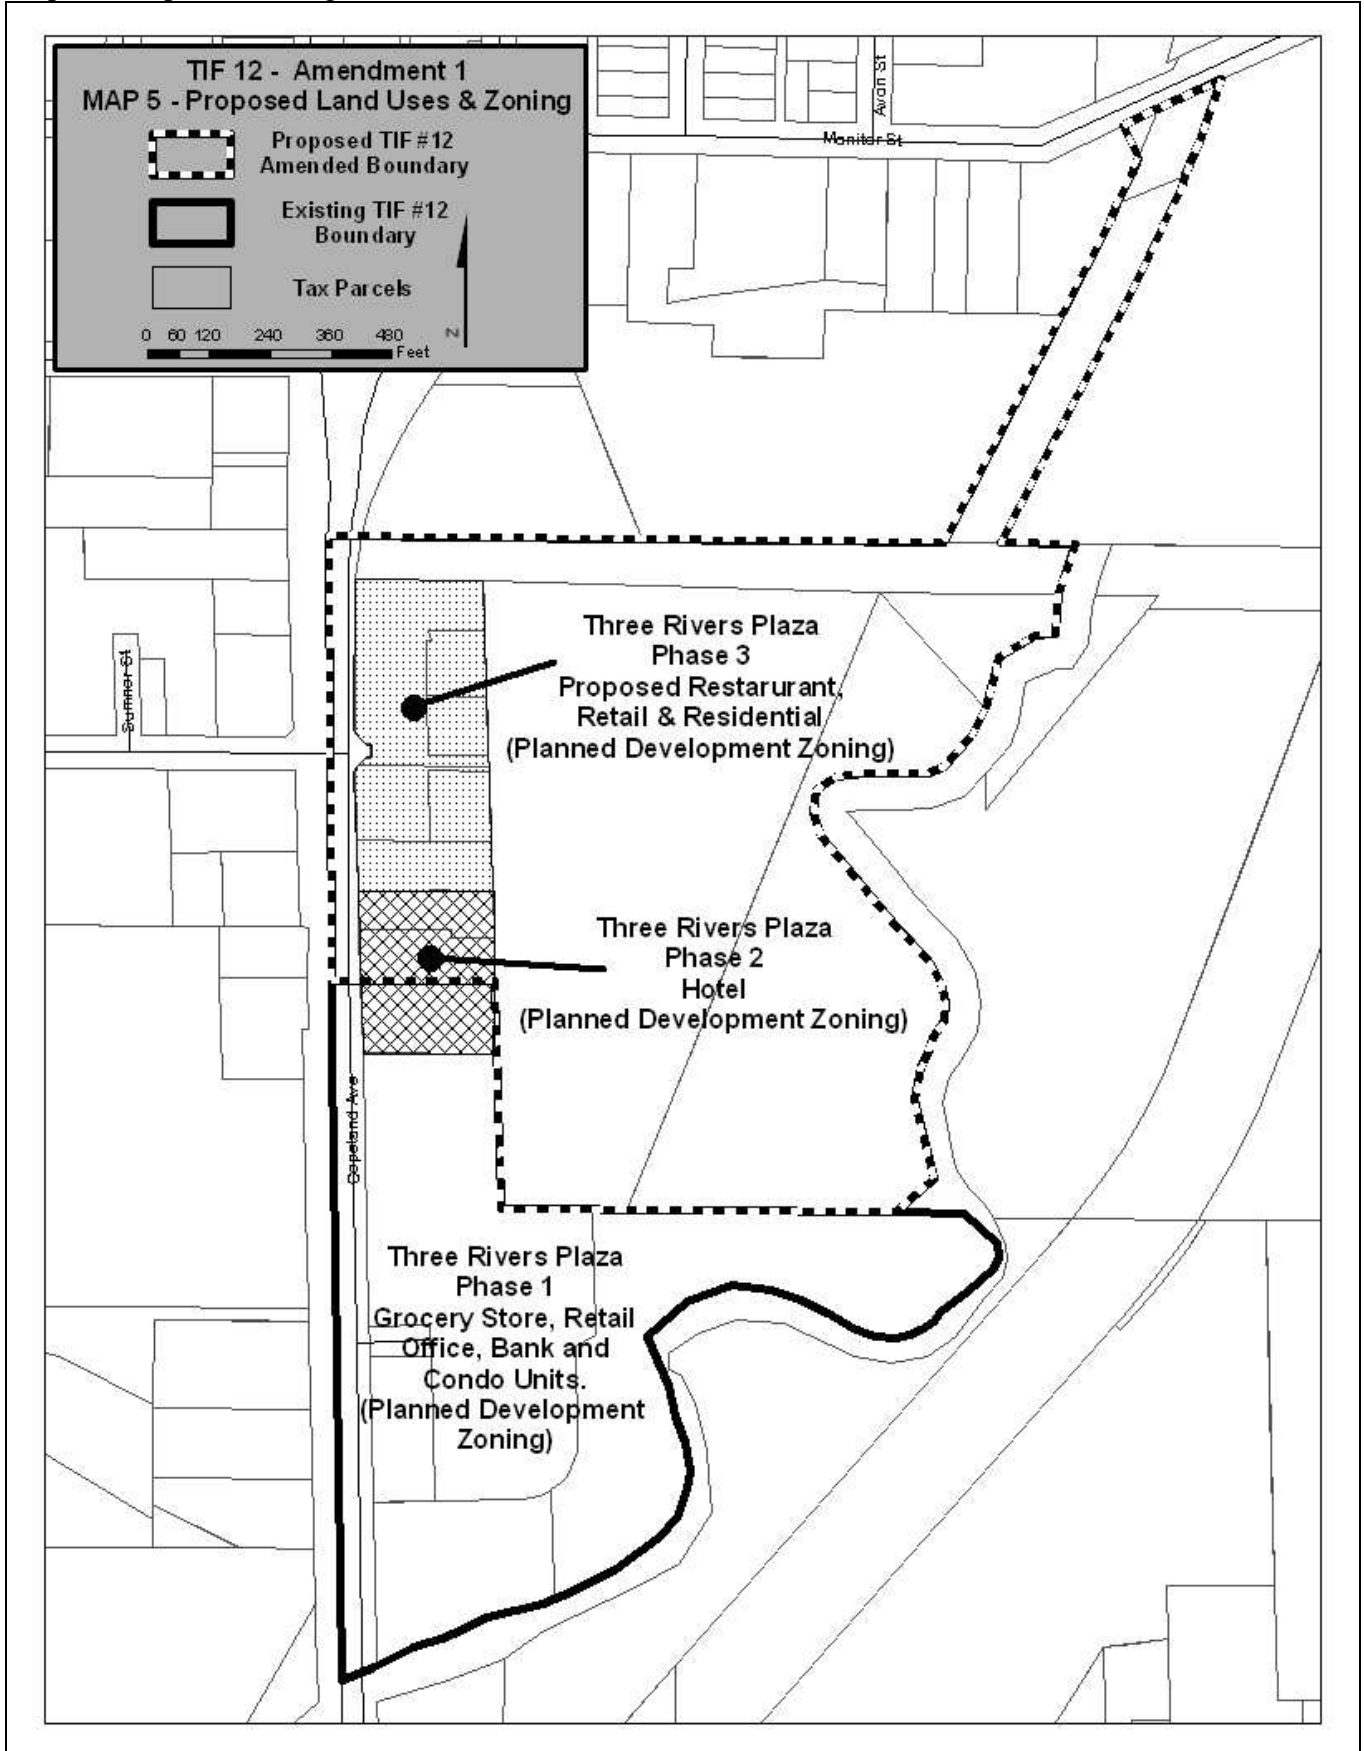 TIF 12 - Amendment 1
MAP 5 - Proposed Land Uses & Zoning
Proposed TIF #12
Amended Boundary
Existing TIF #12
Boundary
Tax Parcels
0 60 120 240 360 480
Feet
N
Avon St
Monitor St
Three Rivers Plaza
Phase 3
Proposed Restarurant,
Retail & Residential
(Planned Development Zoning)
Sumner St
Three Rivers Plaza
Phase 2
Hotel
(Planned Development Zoning)
Copeland Ave
Three Rivers Plaza
Phase 1
Grocery Store, Retail
Office, Bank and
Condo Units.
(Planned Development
Zoning)